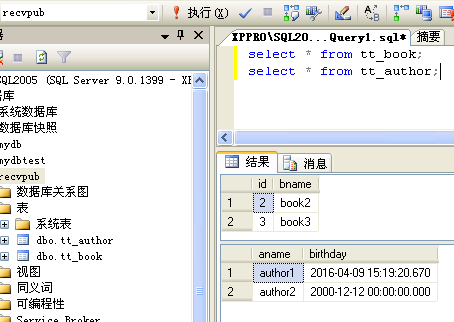 recvpub
执行(X)
XPPRO\SQL20...Query1.sql* 摘要
select * from tt_book;
select * from tt_author;
SQL2005 (SQL Server 9.0.1399 - XP
据库
系统数据库
数据库快照
mydb
mydbtest
recvpub
数据库关系图
表
系统表
dbo.tt_author
dbo.tt_book
视图
同义词
可编程性
Service Broker
结果 消息
id bname
1 2 book2
2 3 book3
aname birthday
1 author1 2016-04-09 15:19:20.670
2 author2 2000-12-12 00:00:00.000